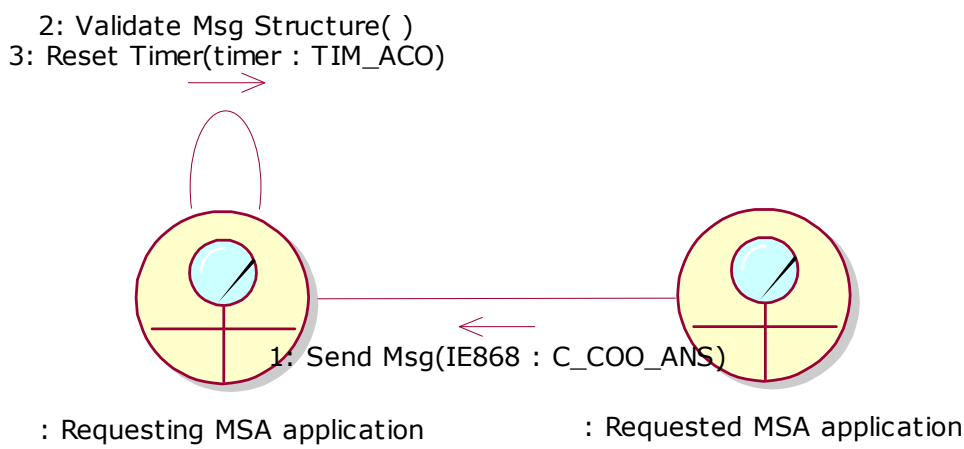 2: Validate Msg Structure( )
3: Reset Timer(timer : TIM_ACO)
1: Send Msg(IE868 : C_COO_ANS)
: Requesting MSA application
: Requested MSA application